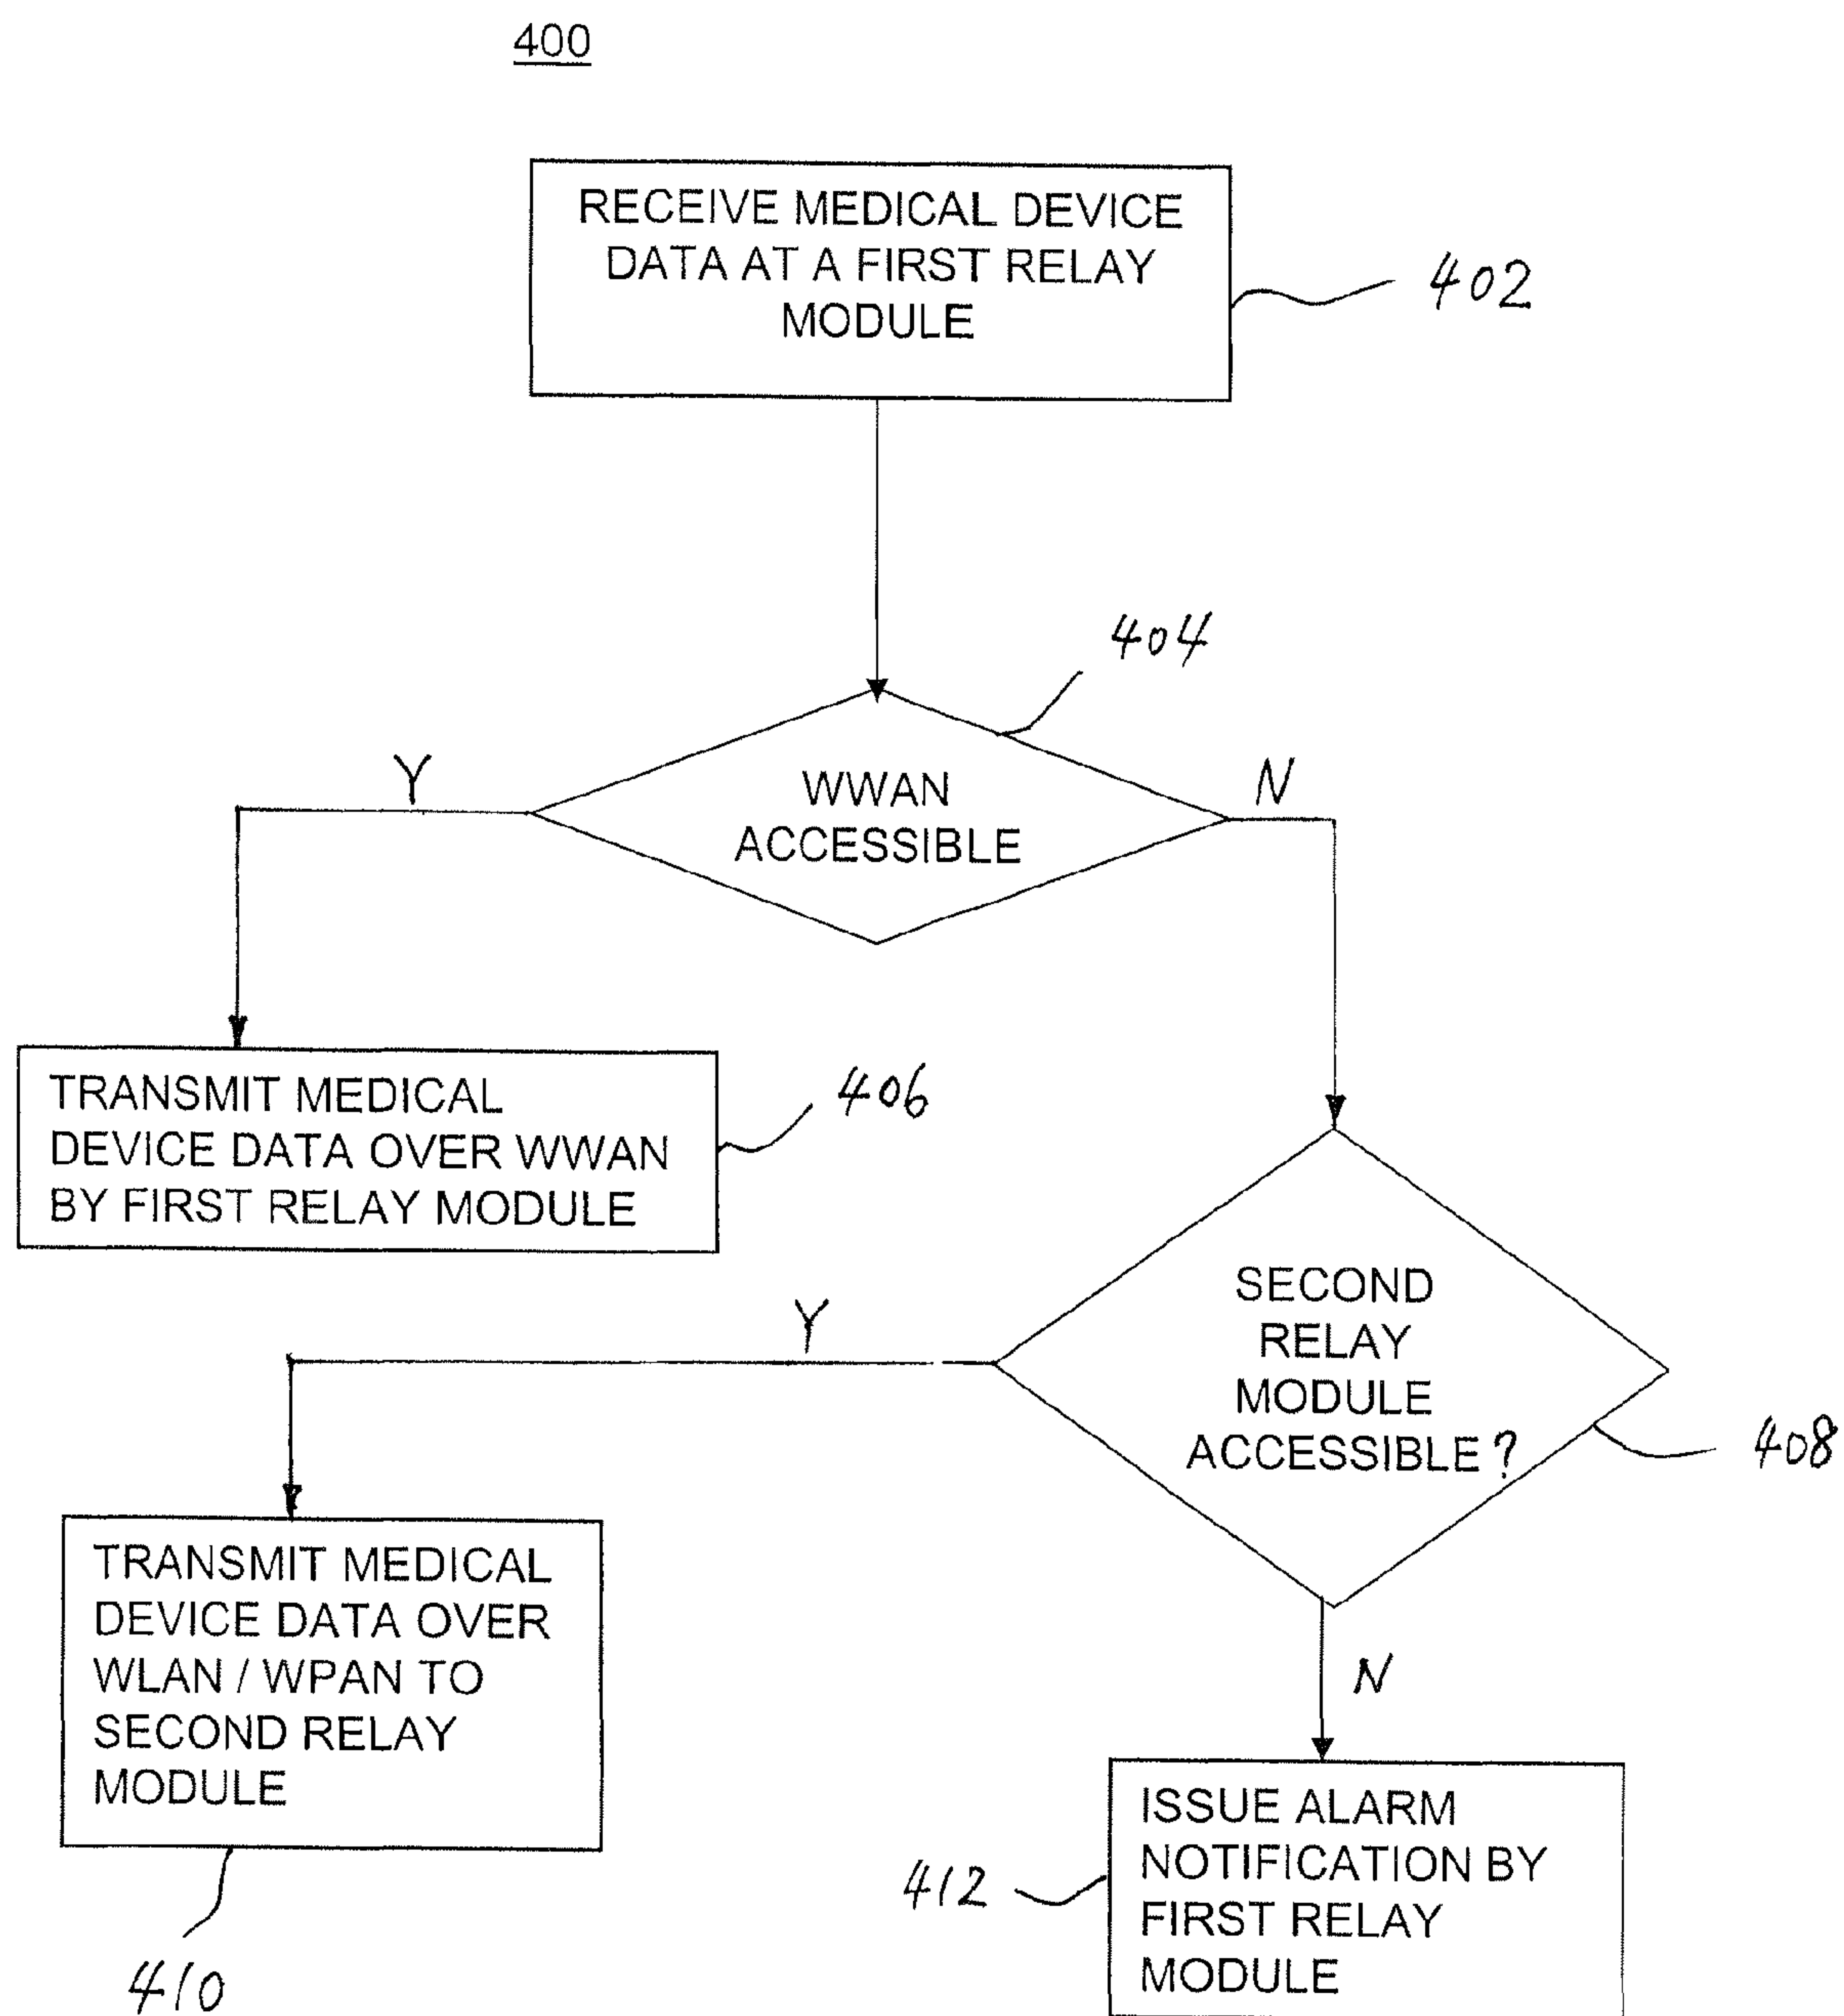 400
RECEIVE MEDICAL DEVICE
DATA AT A FIRST RELAY
MODULE
402
404
Y
WWAN
ACCESSIBLE
N
TRANSMIT MEDICAL
DEVICE DATA OVER WWAN
BY FIRST RELAY MODULE
406
SECOND
RELAY
MODULE
ACCESSIBLE?
408
Y
TRANSMIT MEDICAL
DEVICE DATA OVER
WLAN / WPAN TO
SECOND RELAY
MODULE
410
N
ISSUE ALARM
NOTIFICATION BY
FIRST RELAY
MODULE
412